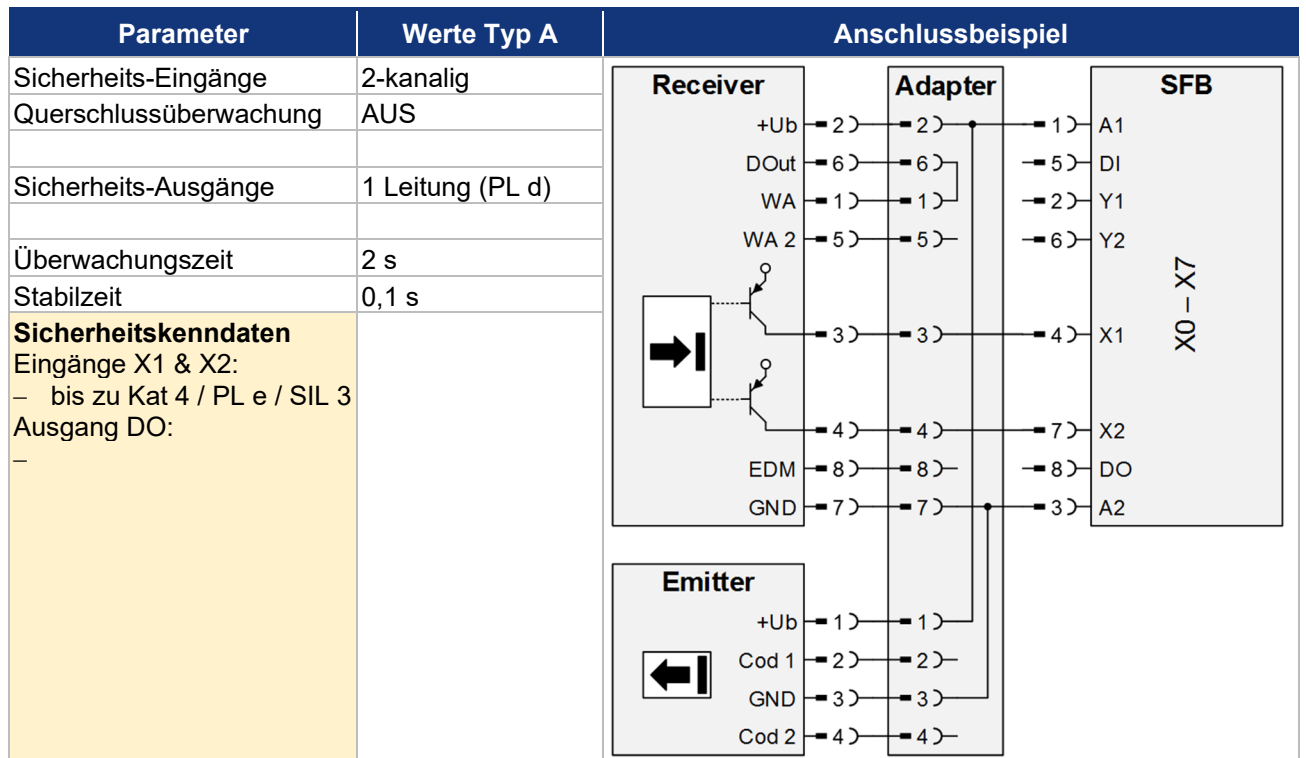 Parameter Werte Typ A Anschlussbeispiel
Sicherheits-Eingänge 2-kanalig
Querschlussüberwachung AUS
Sicherheits-Ausgänge 1 Leitung (PL d)
Überwachungszeit 2 s
Stabilzeit 0,1 s
Sicherheitskenndaten
Eingänge X1 & X2:
– bis zu Kat 4 / PL e / SIL 3
Ausgang DO:
–
Receiver Adapter SFB
+Ub 2 2 1 A1
DOut 6 6 5 DI
WA 1 1 2 Y1
WA 2 5 5 6 Y2
X0 – X7
3 3 4 X1
4 4 7 X2
EDM 8 8 8 DO
GND 7 7 3 A2
Emitter
+Ub 1 1
Cod 1 2 2
GND 3 3
Cod 2 4 4